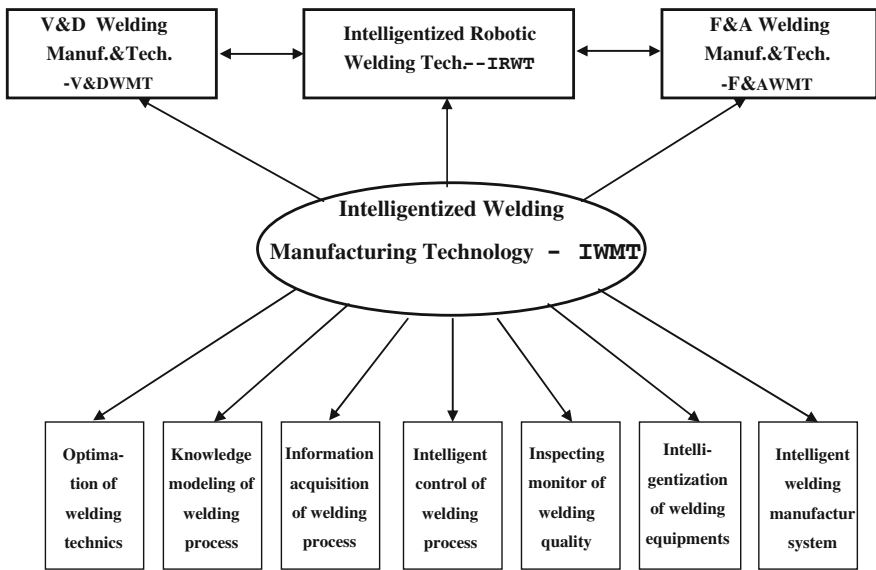 V&D Welding
Manuf.&Tech.
-V&DWMT
Intelligentized Robotic
Welding Tech.--IRWT
F&A Welding
Manuf.&Tech.
-F&AWMT
Intelligentized Welding
Manufacturing Technology - IWMT
Optima-
tion of
welding
technics
Knowledge
modeling of
welding
process
Information
acquisition
of welding
process
Intelligent
control of
welding
process
Inspecting
monitor of
welding
quality
Intelli-
gentization
of welding
equipments
Intelligent
welding
manufactur
system